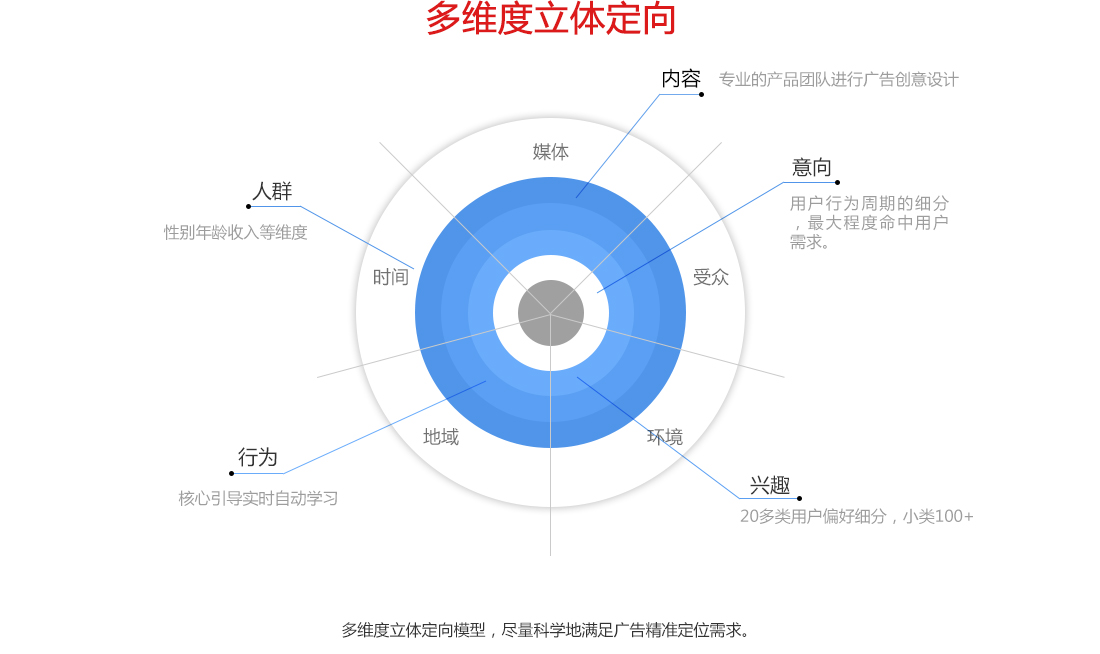 多维度立体定向
内容
专业的产品团队进行广告创意设计
媒体
意向
人群
用户行为周期的细分
，最大程度命中用户
需求。
性别年龄收入等维度
时间
受众
地域
环境
行为
兴趣
核心引导实时自动学习
20多类用户偏好细分，小类100+
多维度立体定向模型，尽量科学地满足广告精准定位需求。